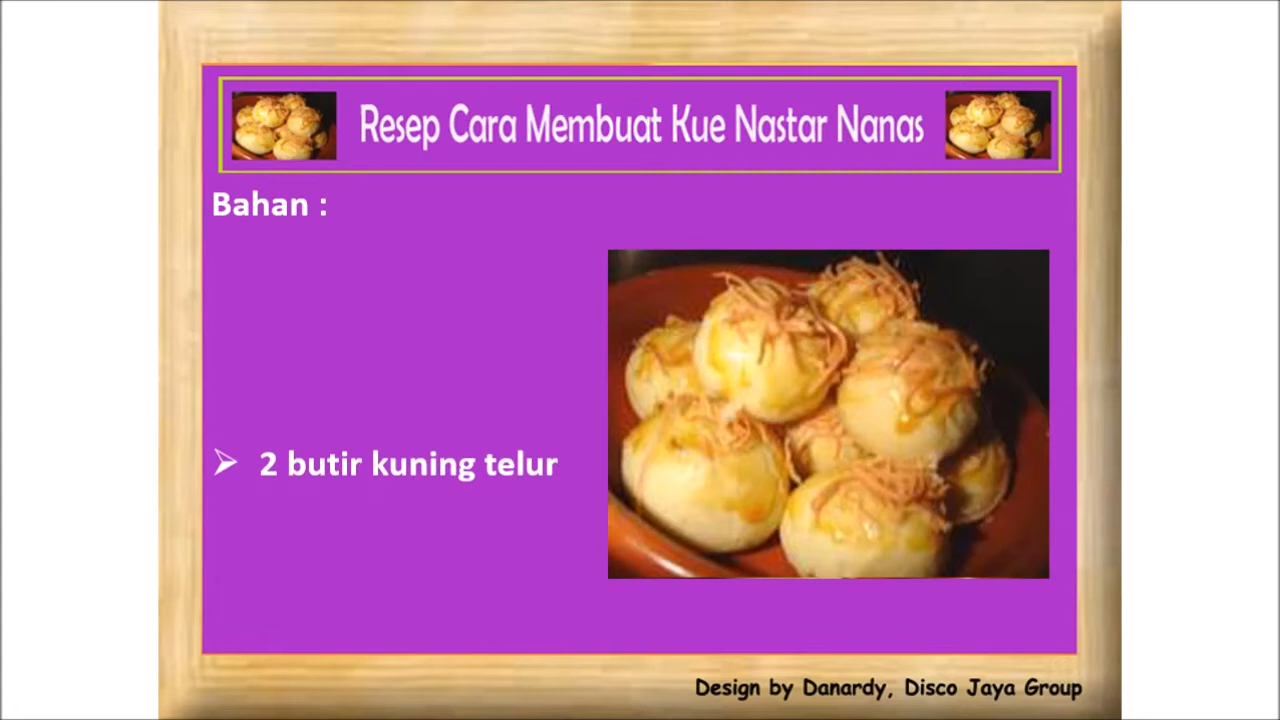 Resep Cara Membuat Kue Nastar Nanas
Bahan :
➢ 2 butir kuning telur
Design by Danardy, Disco Jaya Group